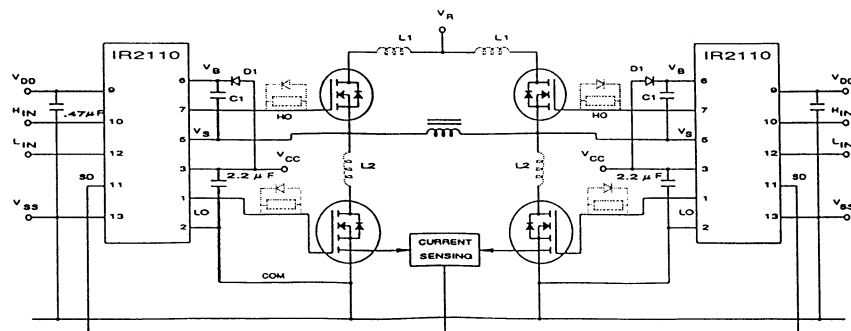 VR
L1 L1
IR2110 IR2110
VDD 9 6 VB D1 D1 VB 6 9 VDD
.47μF C1 C1
7 HO HO 7
HIN 10 10 HIN
5 VS VS 5
LIN 12 12 LIN
3 VCC VCC 3
SD 11 2.2 μF L2 L2 2.2 μF 11 SD
1 1
VSS 13 LO LO 13 VSS
2 2
CURRENT
SENSING
COM